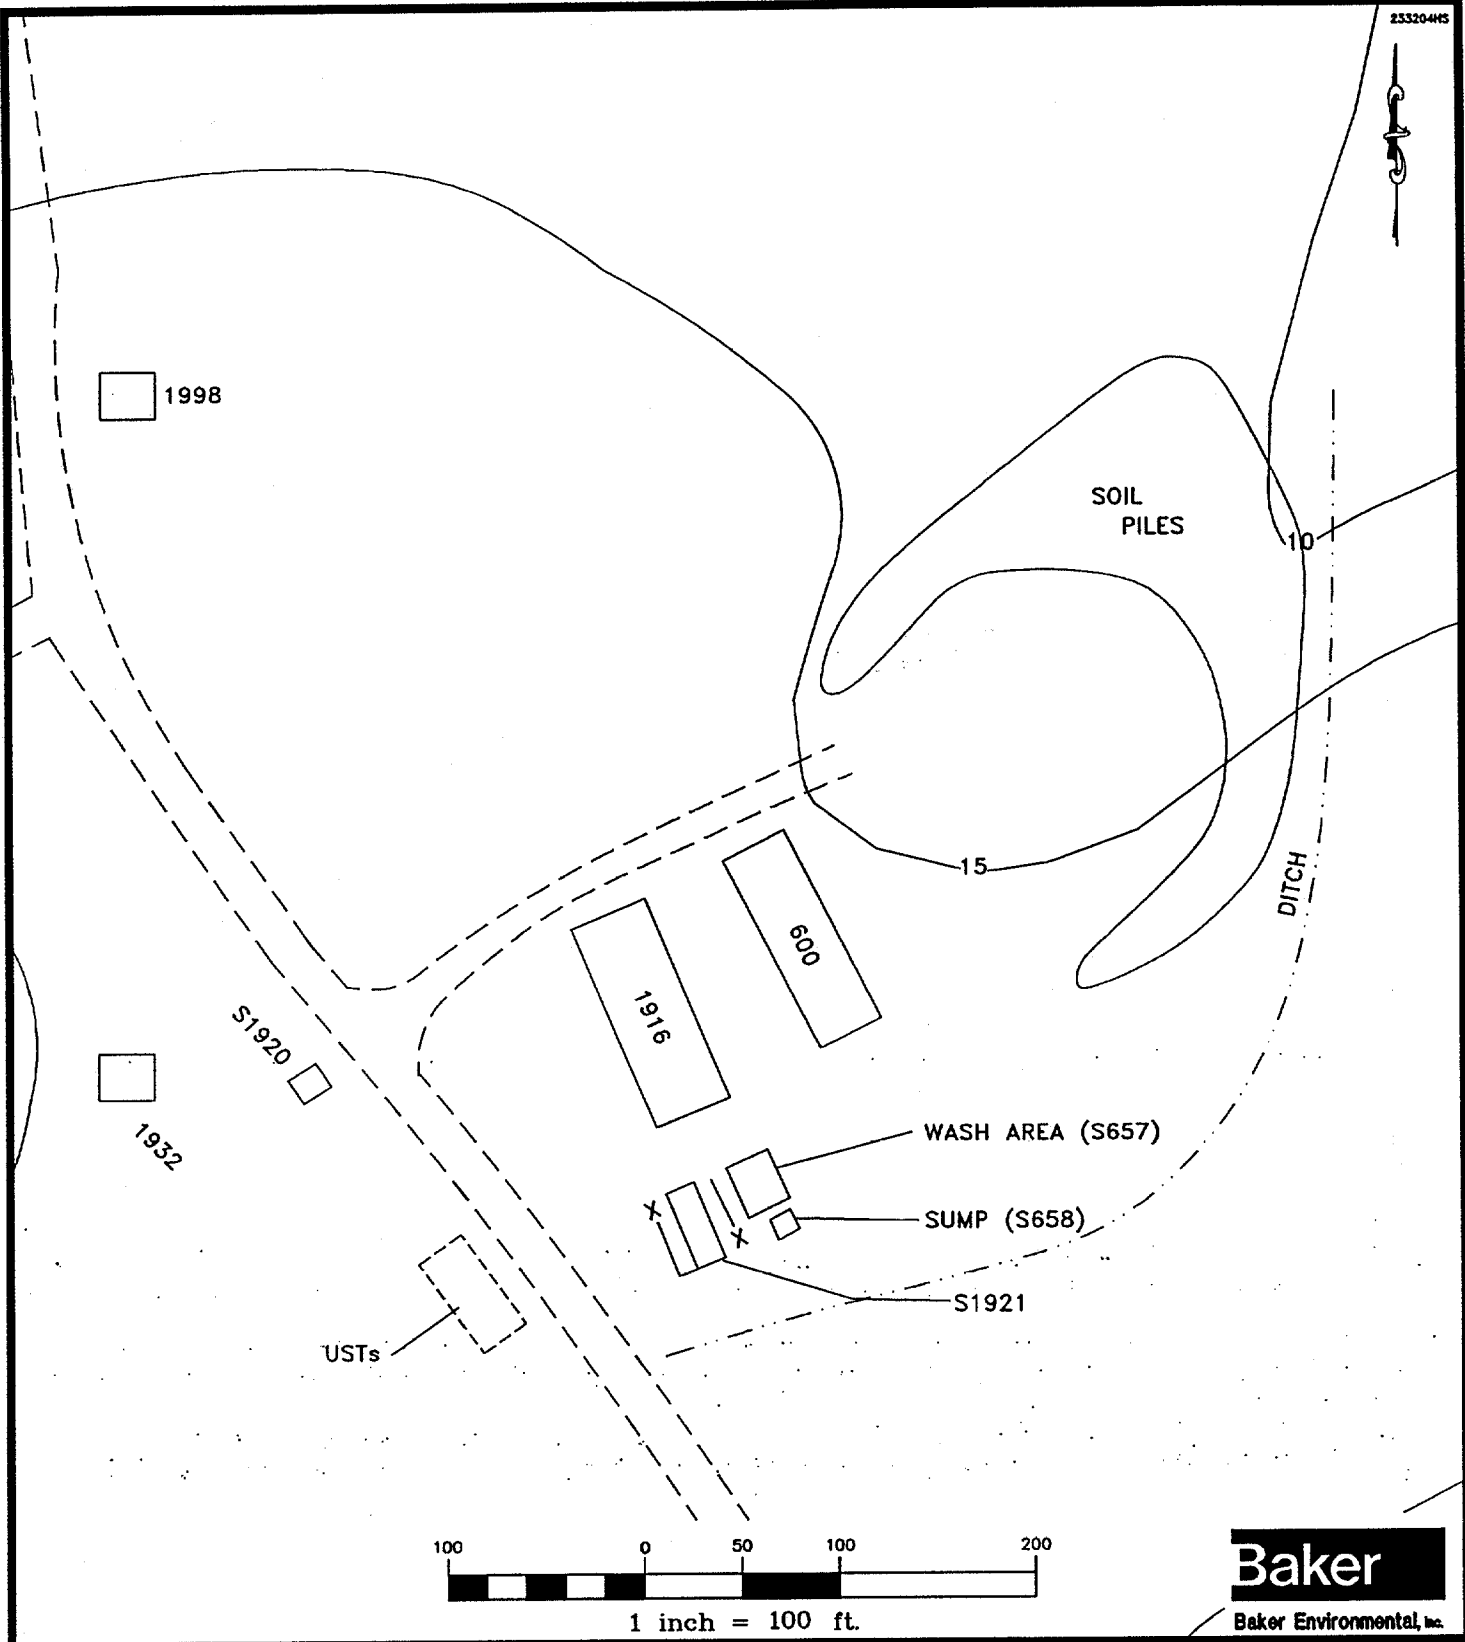 233204HS
1998
SOIL
PILES
10
15
DITCH
600
1916
S1920
1932
WASH AREA (S657)
SUMP (S658)
S1921
X
X
USTs
100 0 50 100 200
1 inch = 100 ft.
Baker
Baker Environmental, Inc.